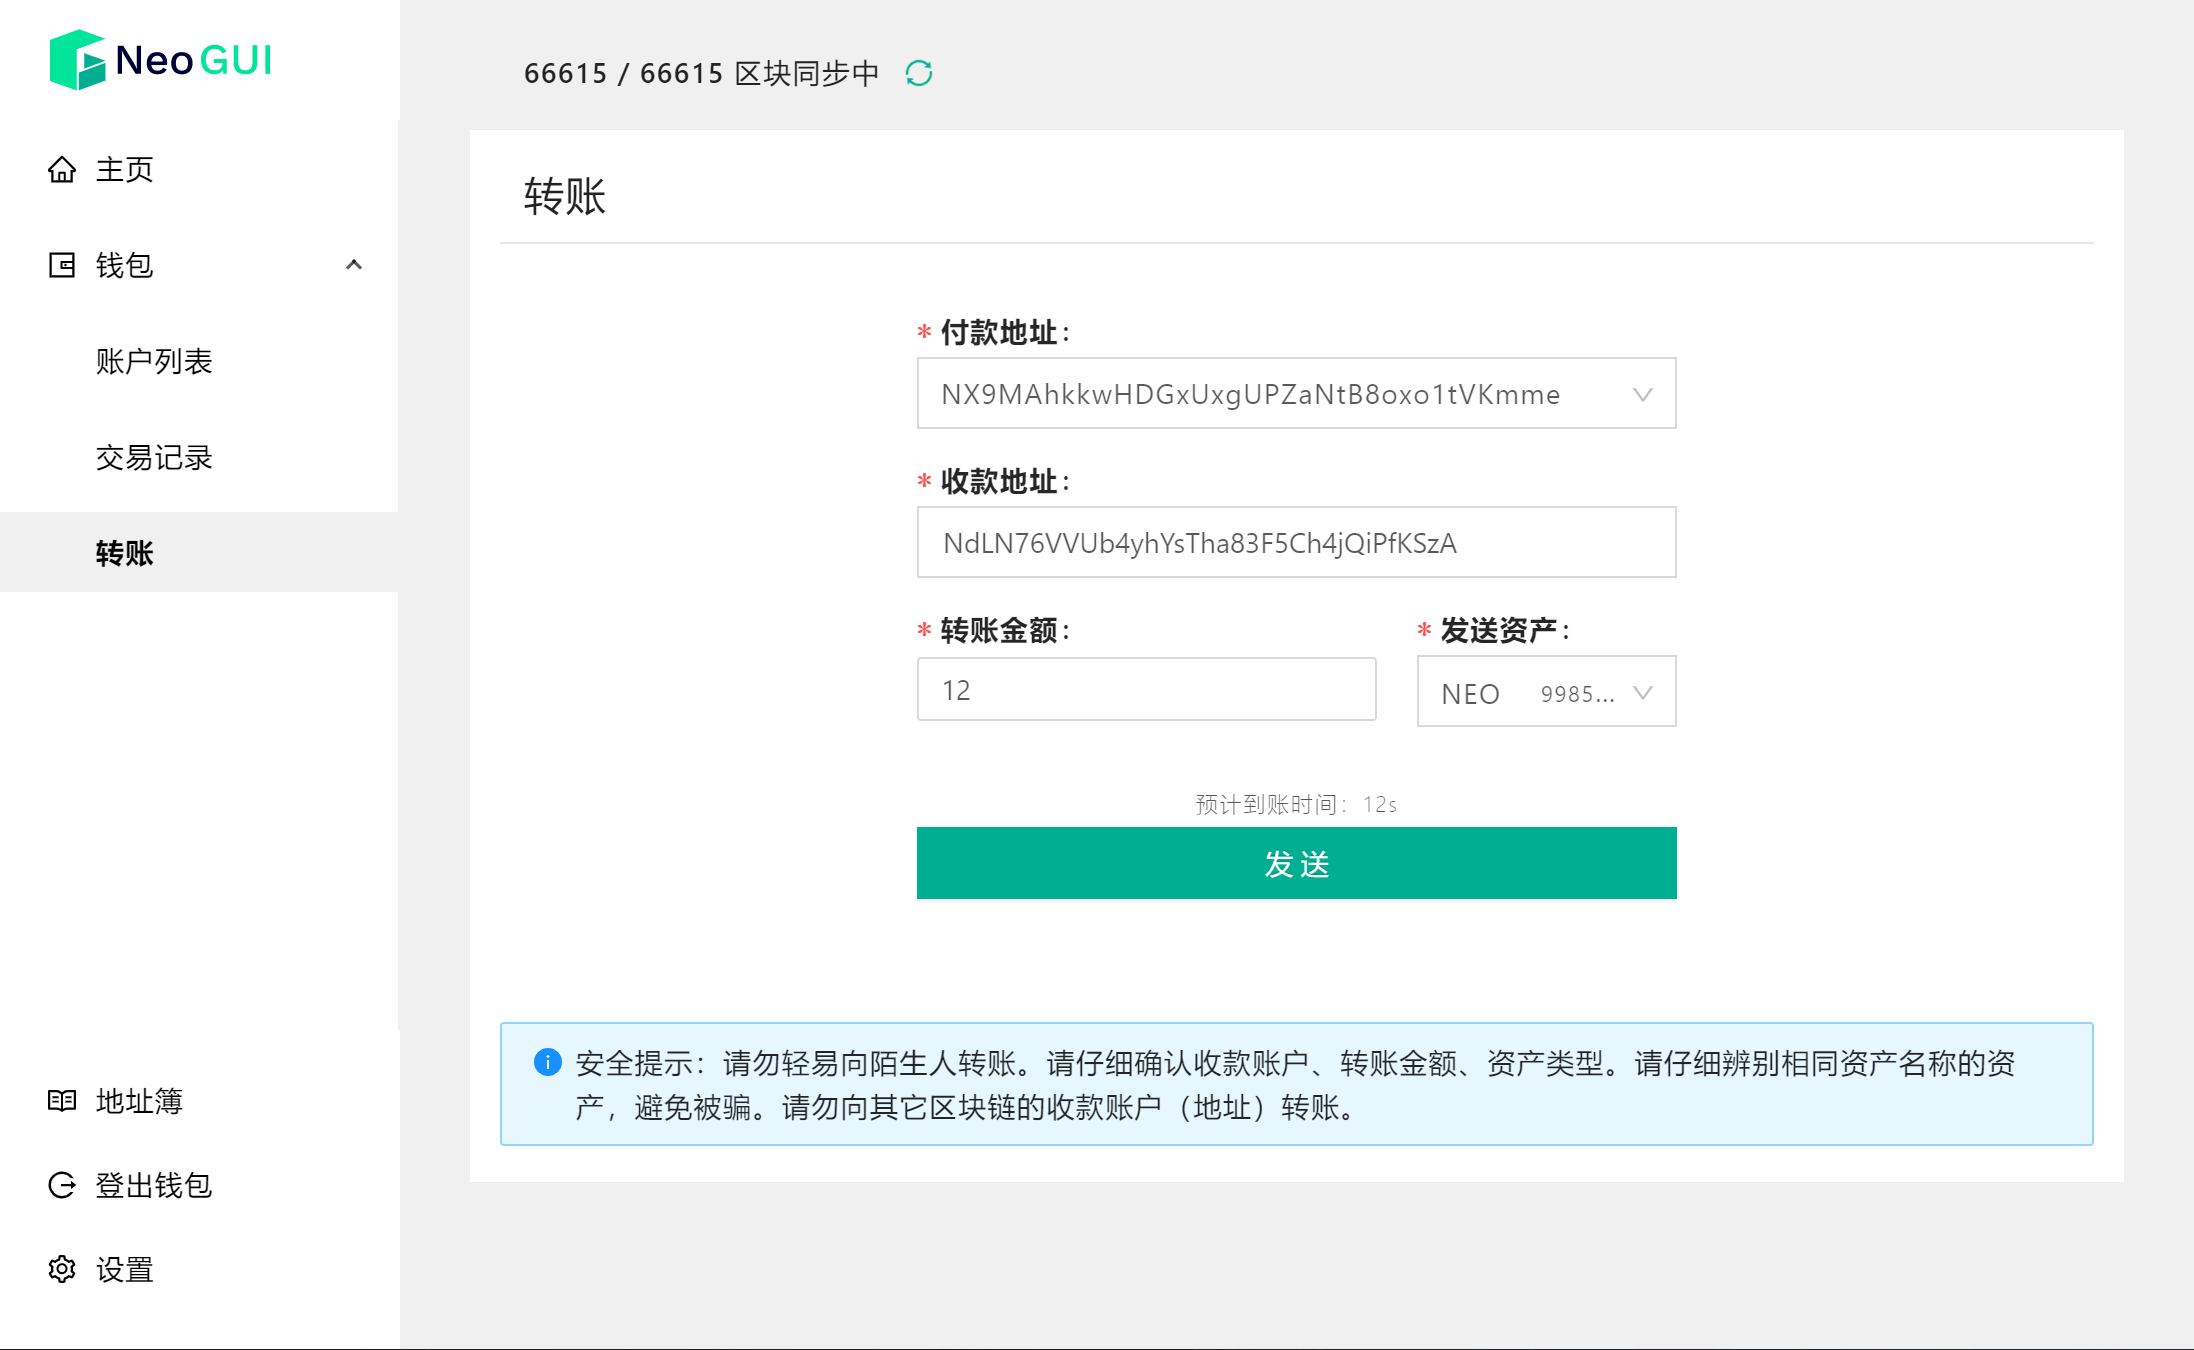 Neo GUI
66615 / 66615 区块同步中
主页
钱包
账户列表
交易记录
转账
地址簿
登出钱包
设置
转账
* 付款地址：
NX9MAhkkwHDGxUxgUPZaNtB8oxo1tVKmme
* 收款地址：
NdLN76VVUb4yhYsTha83F5Ch4jQiPfKSzA
* 转账金额： * 发送资产：
12 NEO 9985...
预计到账时间：12s
发送
安全提示：请勿轻易向陌生人转账。请仔细确认收款账户、转账金额、资产类型。请仔细辨别相同资产名称的资
产，避免被骗。请勿向其它区块链的收款账户（地址）转账。